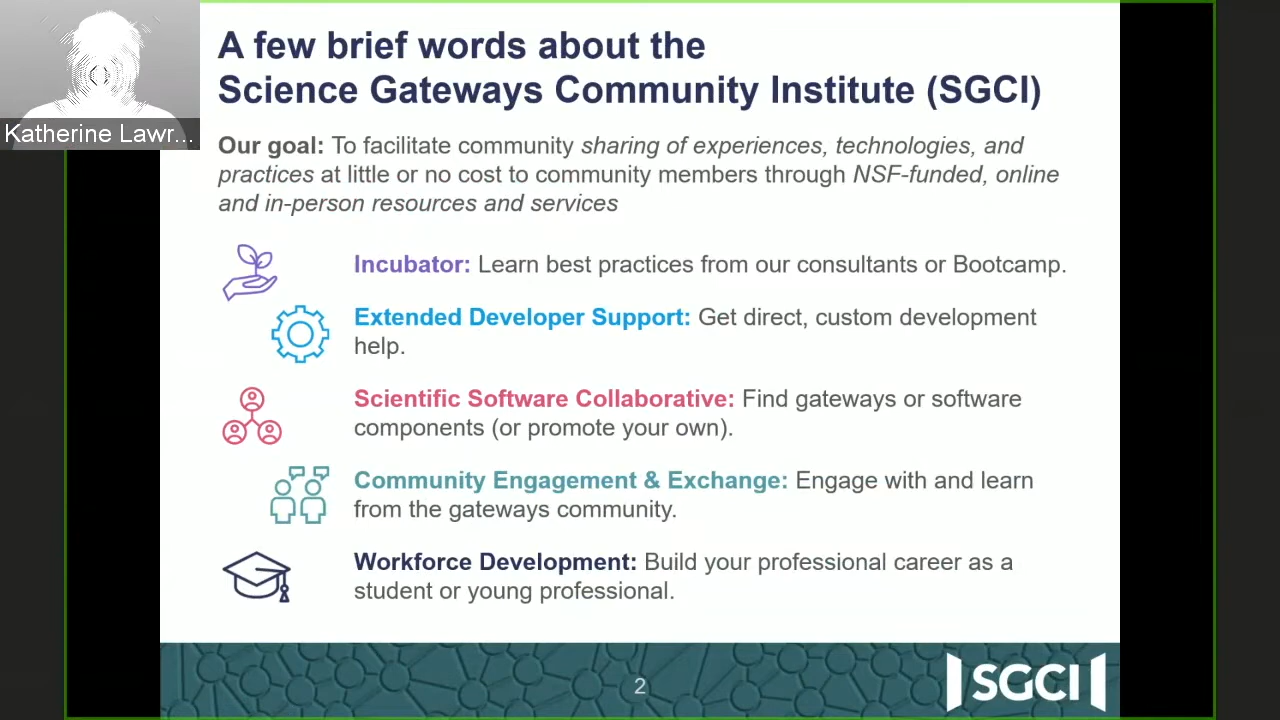 Katherine Lawr...
A few brief words about the
Science Gateways Community Institute (SGCI)
Our goal: To facilitate community sharing of experiences, technologies, and
practices at little or no cost to community members through NSF-funded, online
and in-person resources and services
Incubator: Learn best practices from our consultants or Bootcamp.
Extended Developer Support: Get direct, custom development
help.
Scientific Software Collaborative: Find gateways or software
components (or promote your own).
Community Engagement & Exchange: Engage with and learn
from the gateways community.
Workforce Development: Build your professional career as a
student or young professional.
2
SGCI